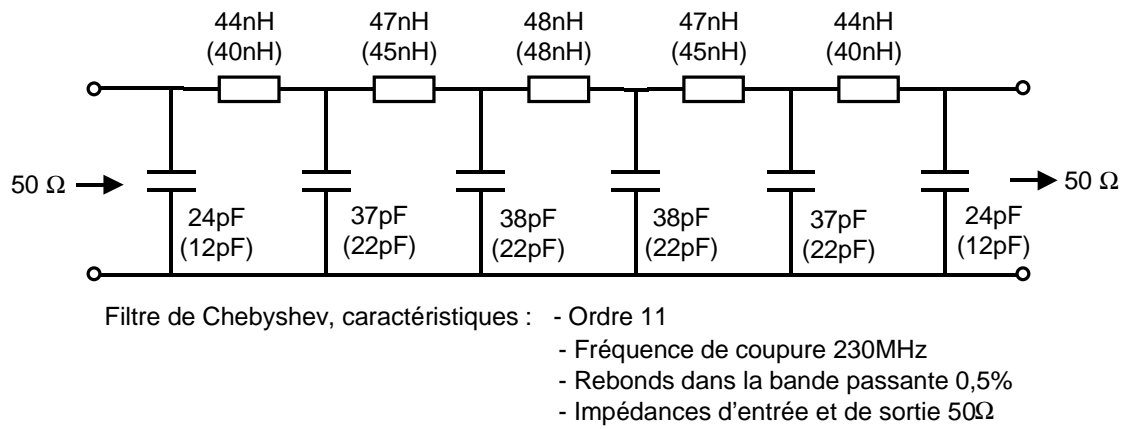 44nH 47nH 48nH 47nH 44nH
(40nH) (45nH) (48nH) (45nH) (40nH)
50 Ω 50 Ω
24pF 37pF 38pF 38pF 37pF 24pF
(12pF) (22pF) (22pF) (22pF) (22pF) (12pF)
Filtre de Chebyshev, caractéristiques : - Ordre 11
- Fréquence de coupure 230MHz
- Rebonds dans la bande passante 0,5%
- Impédances d'entrée et de sortie 50Ω